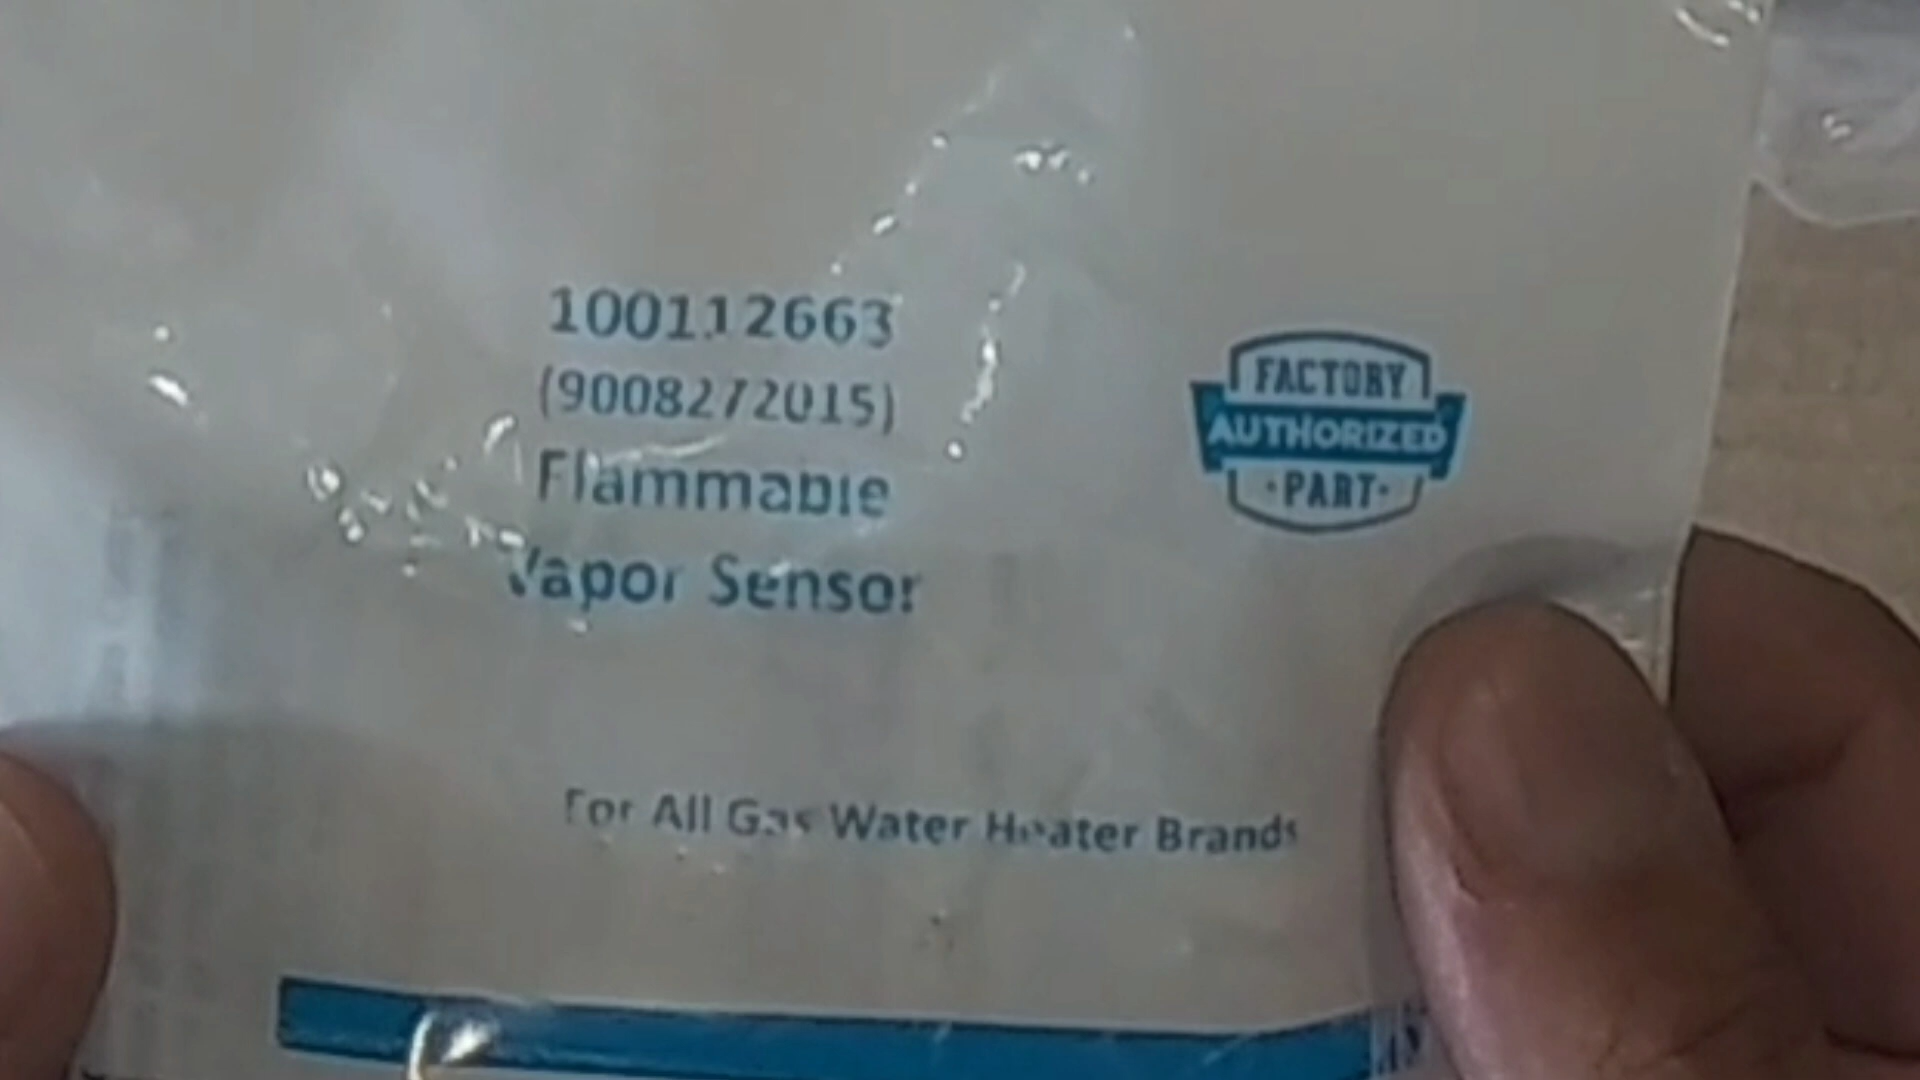 100112663
(9008272015)
Flammable
Vapor Sensor
FACTORY
AUTHORIZED
·PART·
For All Gas Water Heater Brands